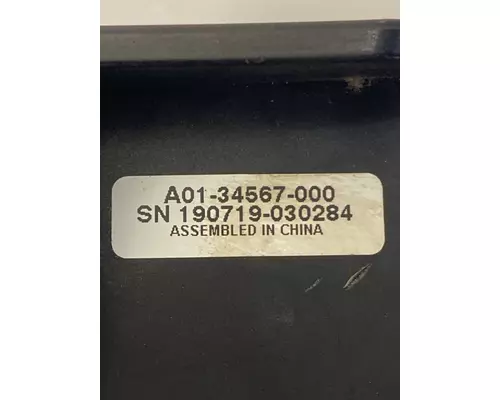 A01-34567-000
SN 190719-030284
ASSEMBLED IN CHINA